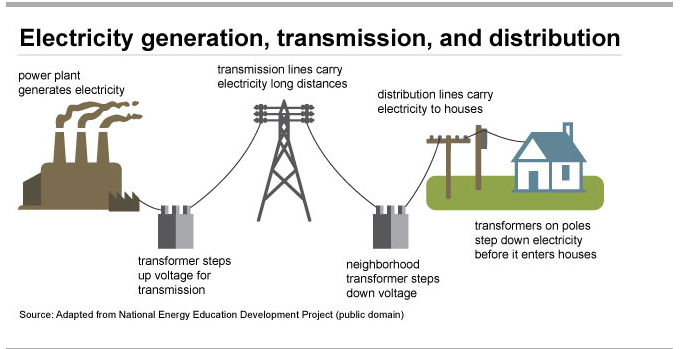 Electricity generation, transmission, and distribution
power plant
generates electricity
transmission lines carry
electricity long distances
distribution lines carry
electricity to houses
transformer steps
up voltage for
transmission
neighborhood
transformer steps
down voltage
transformers on poles
step down electricity
before it enters houses
Source: Adapted from National Energy Education Development Project (public domain)